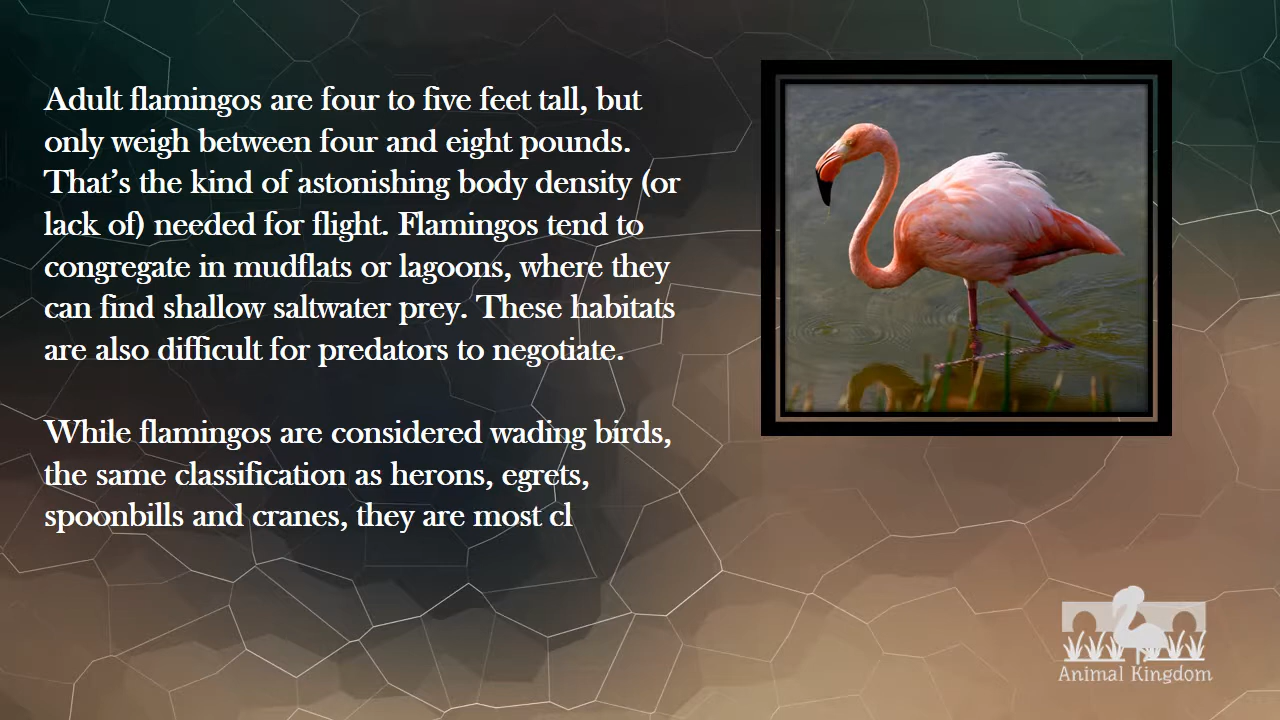 Adult flamingos are four to five feet tall, but
only weigh between four and eight pounds.
That’s the kind of astonishing body density (or
lack of) needed for flight. Flamingos tend to
congregate in mudflats or lagoons, where they
can find shallow saltwater prey. These habitats
are also difficult for predators to negotiate.
While flamingos are considered wading birds,
the same classification as herons, egrets,
spoonbills and cranes, they are most cl
Animal Kingdom